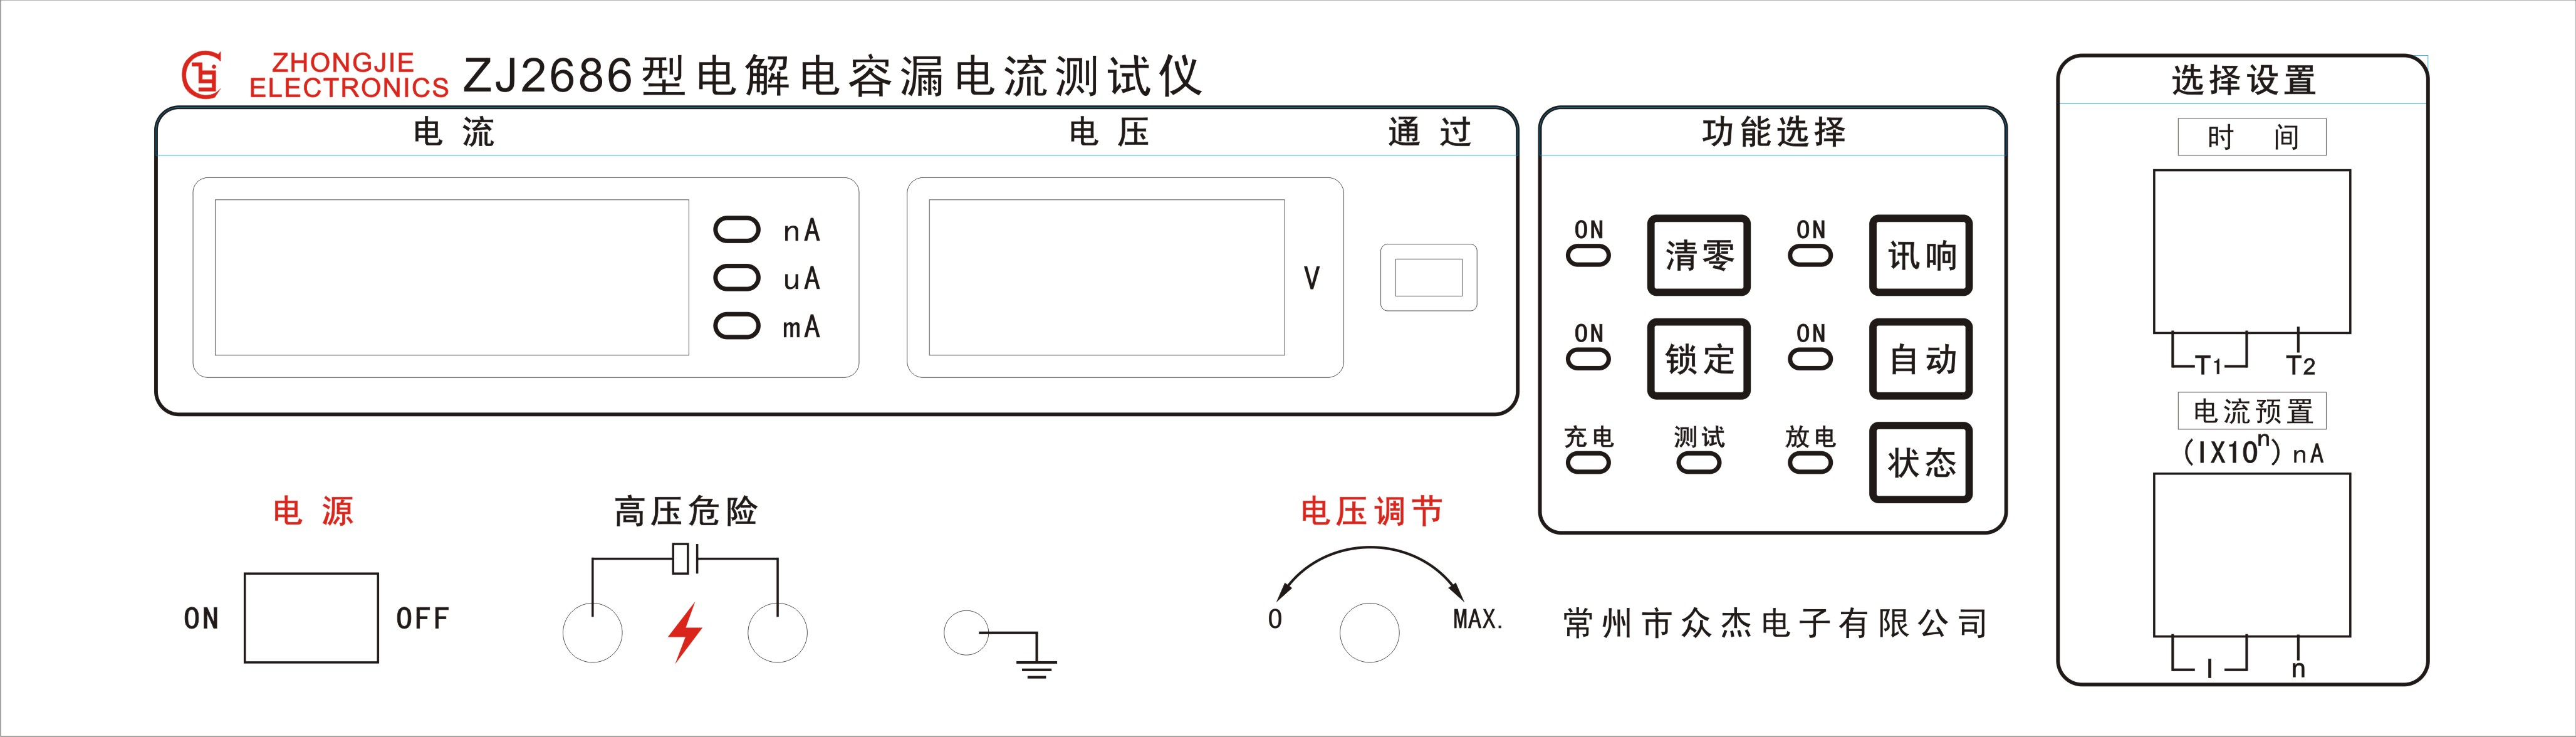 ZHONGJIE
ELECTRONICS
ZJ2686型电解电容漏电流测试仪
电流 电压 通过
nA
uA
mA
V
功能选择
ON 清零 ON 讯响
ON 锁定 ON 自动
充电 测试 放电 状态
选择设置
时间
T1 T2
电流预置
(IX10ⁿ) nA
I n
电源
ON OFF
高压危险
电压调节
0 MAX.
常州市众杰电子有限公司